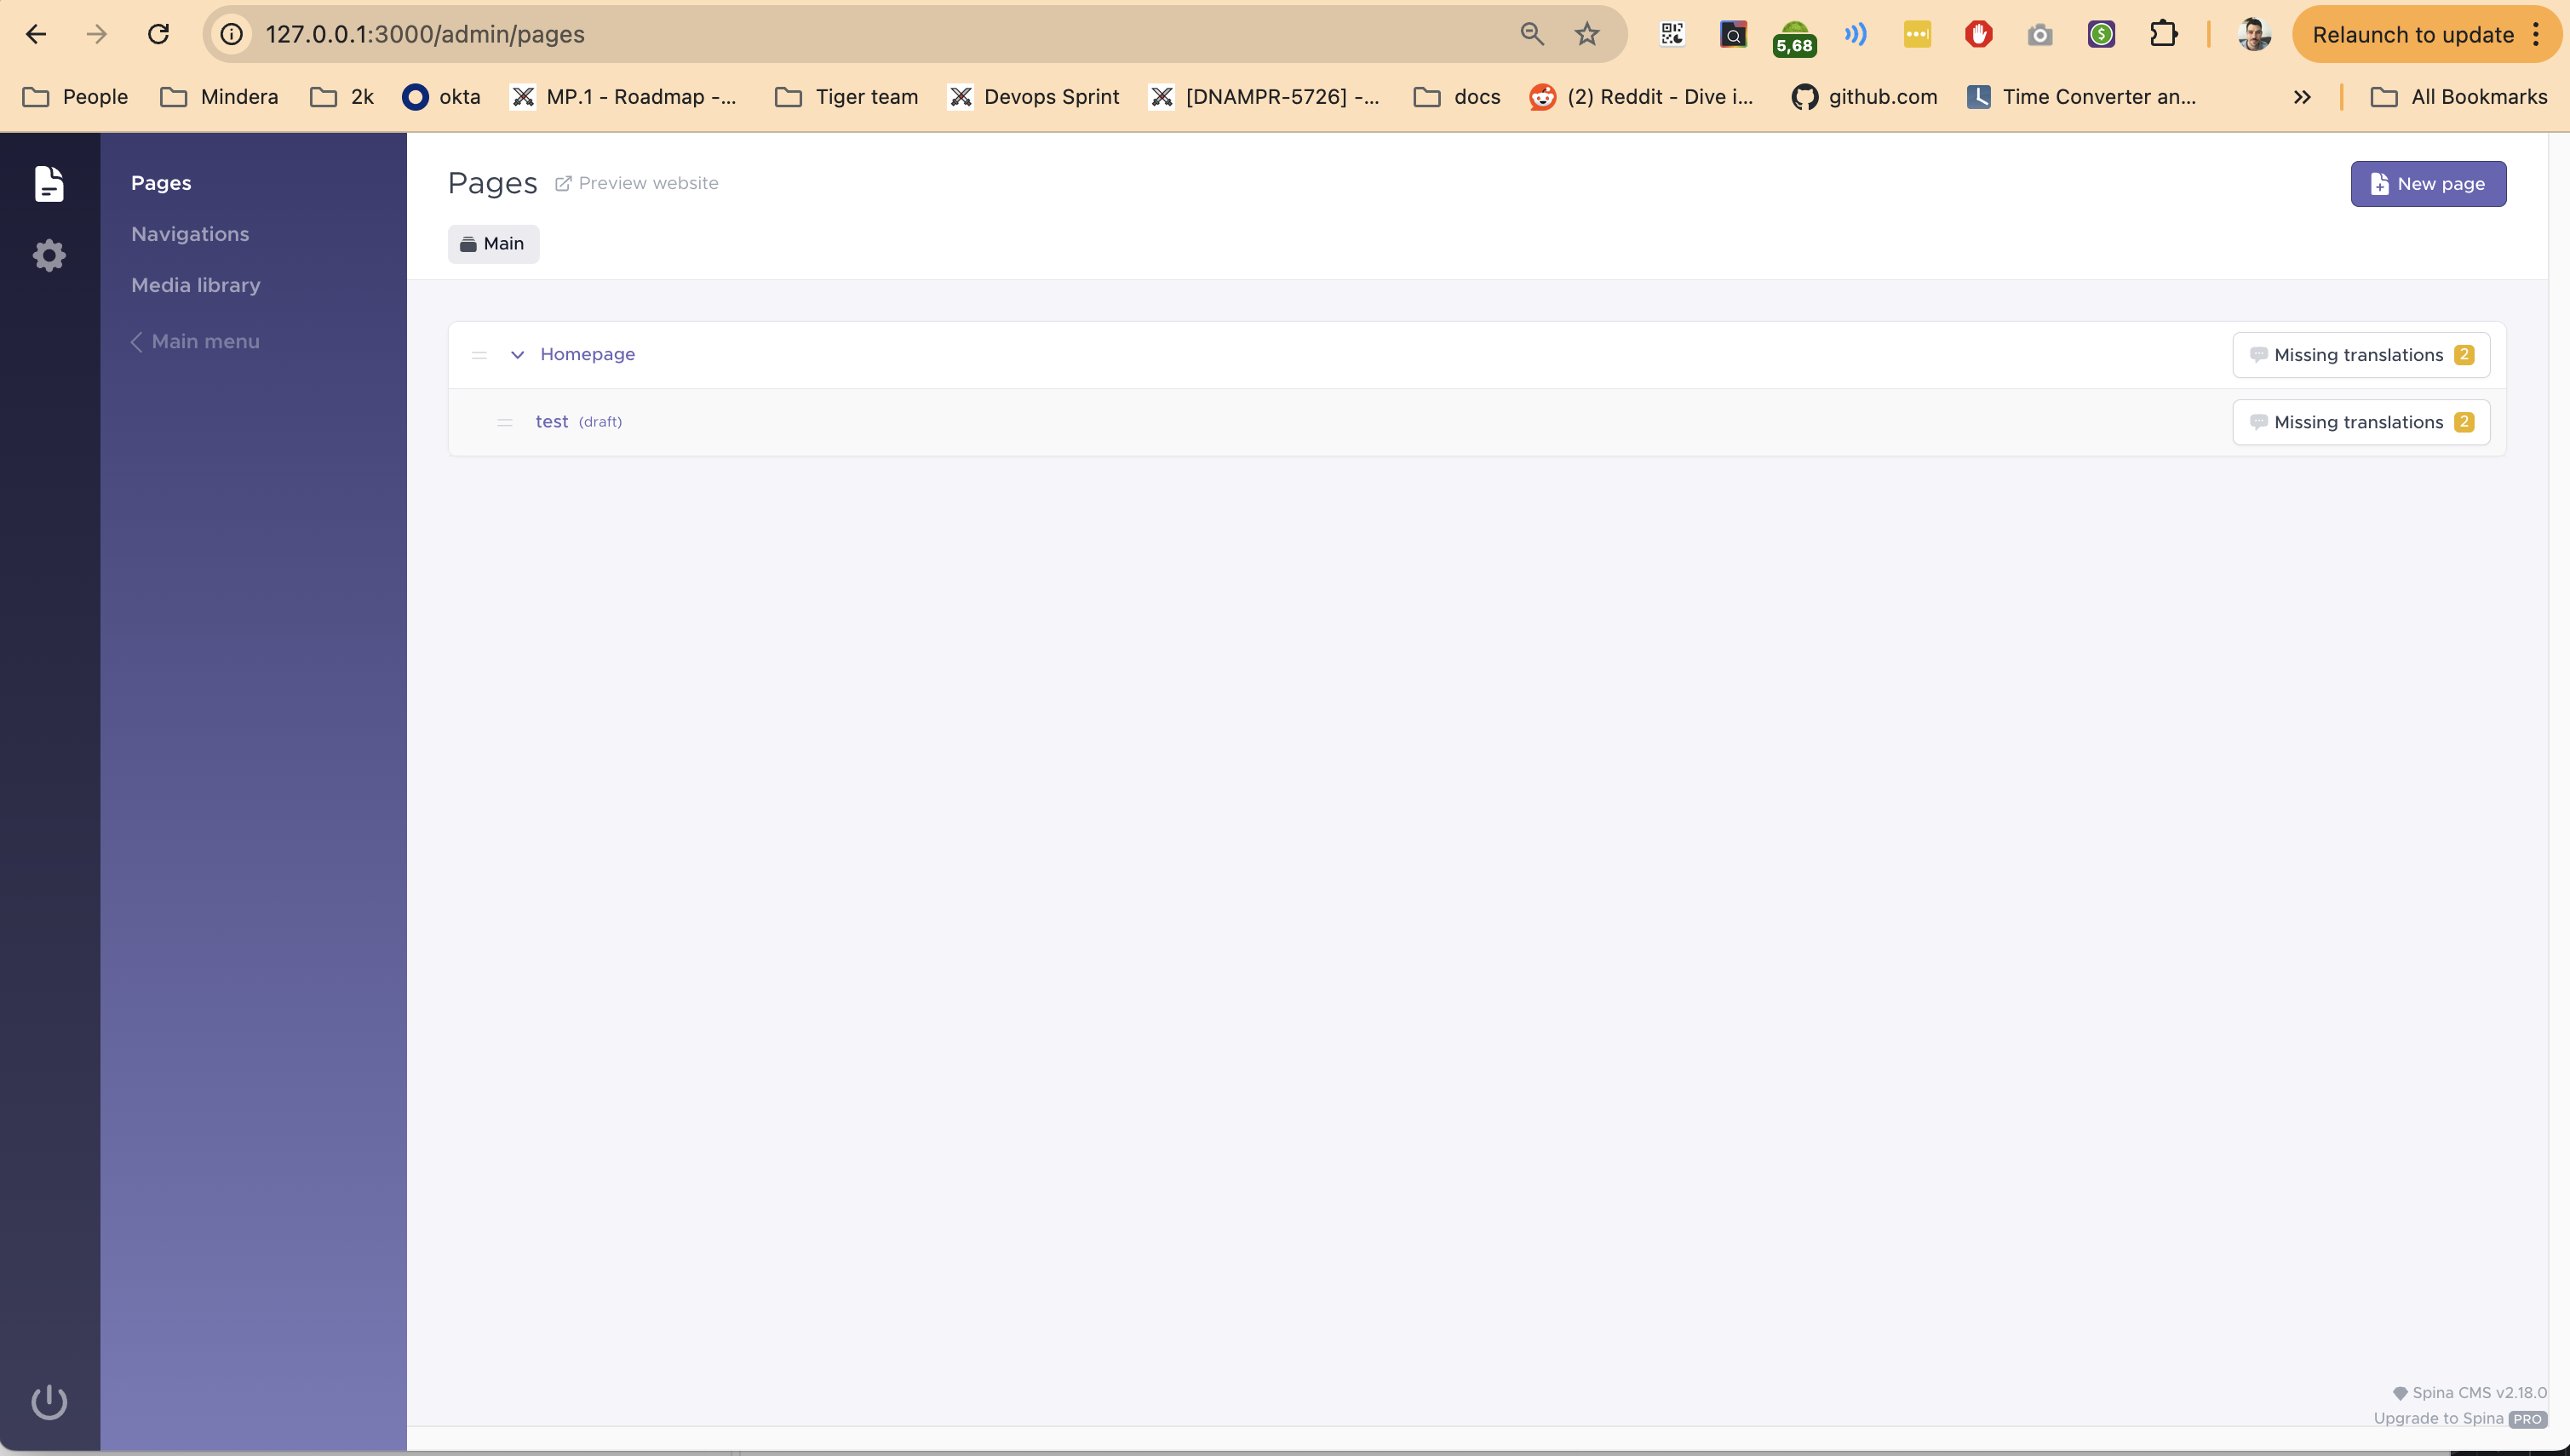 127.0.0.1:3000/admin/pages
5,68
Relaunch to update
People
Mindera
2k
okta
MP.1 - Roadmap -...
Tiger team
Devops Sprint
[DNAMPR-5726] -...
docs
(2) Reddit - Dive i...
github.com
Time Converter an...
All Bookmarks
Pages
Navigations
Media library
Main menu
Pages
Preview website
New page
Main
Homepage
Missing translations 2
test (draft)
Missing translations 2
Spina CMS v2.18.0
Upgrade to Spina PRO